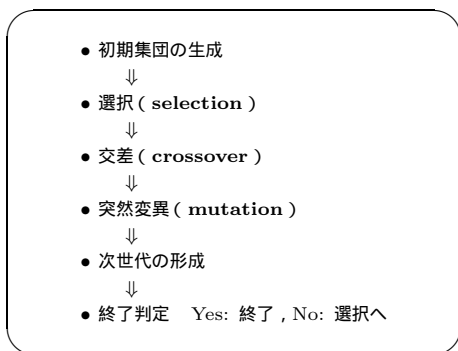 • 初期集団の生成
⇓
• 選択 ( selection )
⇓
• 交差 ( crossover )
⇓
• 突然変異 ( mutation )
⇓
• 次世代の形成
⇓
• 終了判定 Yes: 終了 , No: 選択へ